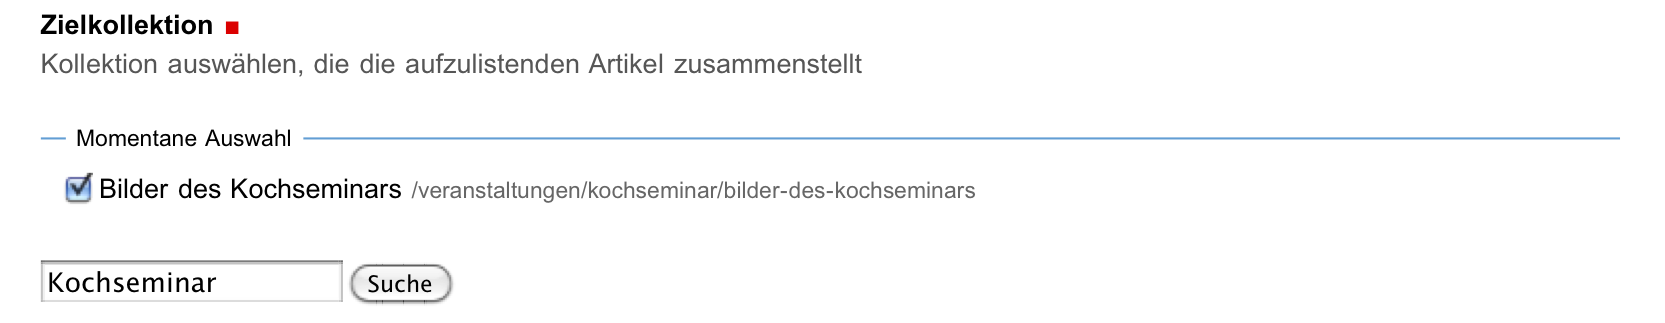 Zielkollektion
Kollektion auswählen, die die aufzulistenden Artikel zusammenstellt
Momentane Auswahl
Bilder des Kochseminars /veranstaltungen/kochseminar/bilder-des-kochseminars
Kochseminar Suche